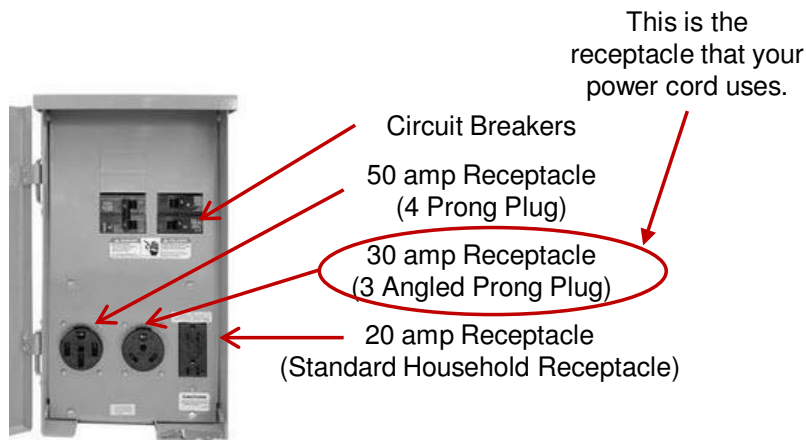 This is the
receptacle that your
power cord uses.
Circuit Breakers
50 amp Receptacle
(4 Prong Plug)
30 amp Receptacle
(3 Angled Prong Plug)
20 amp Receptacle
(Standard Household Receptacle)